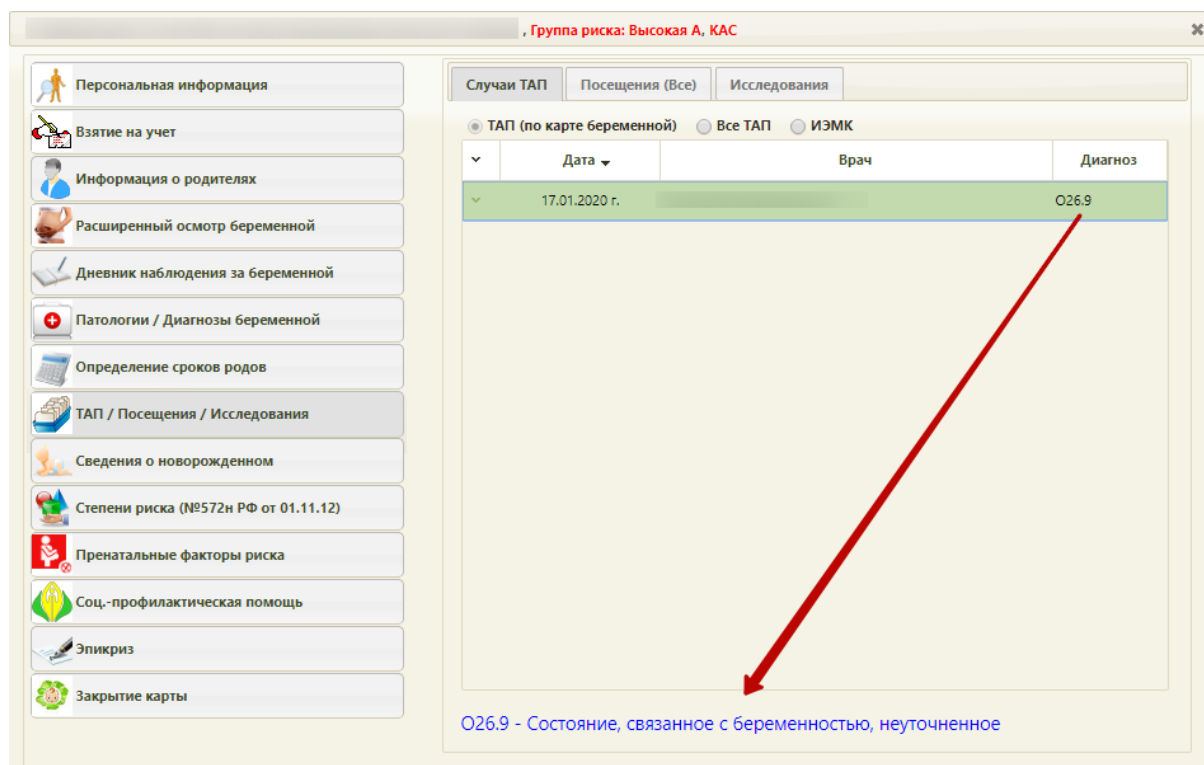 , Группа риска: Высокая А, КАС
Персональная информация
Взятие на учет
Информация о родителях
Расширенный осмотр беременной
Дневник наблюдения за беременной
Патологии / Диагнозы беременной
Определение сроков родов
ТАП / Посещения / Исследования
Сведения о новорожденном
Степени риска (№572н РФ от 01.11.12)
Пренатальные факторы риска
Соц.-профилактическая помощь
Эпикриз
Закрытие карты
Случаи ТАП Посещения (Все) Исследования
ТАП (по карте беременной) Все ТАП ИЭМК
Дата Врач Диагноз
17.01.2020 г. O26.9
O26.9 - Состояние, связанное с беременностью, неуточненное